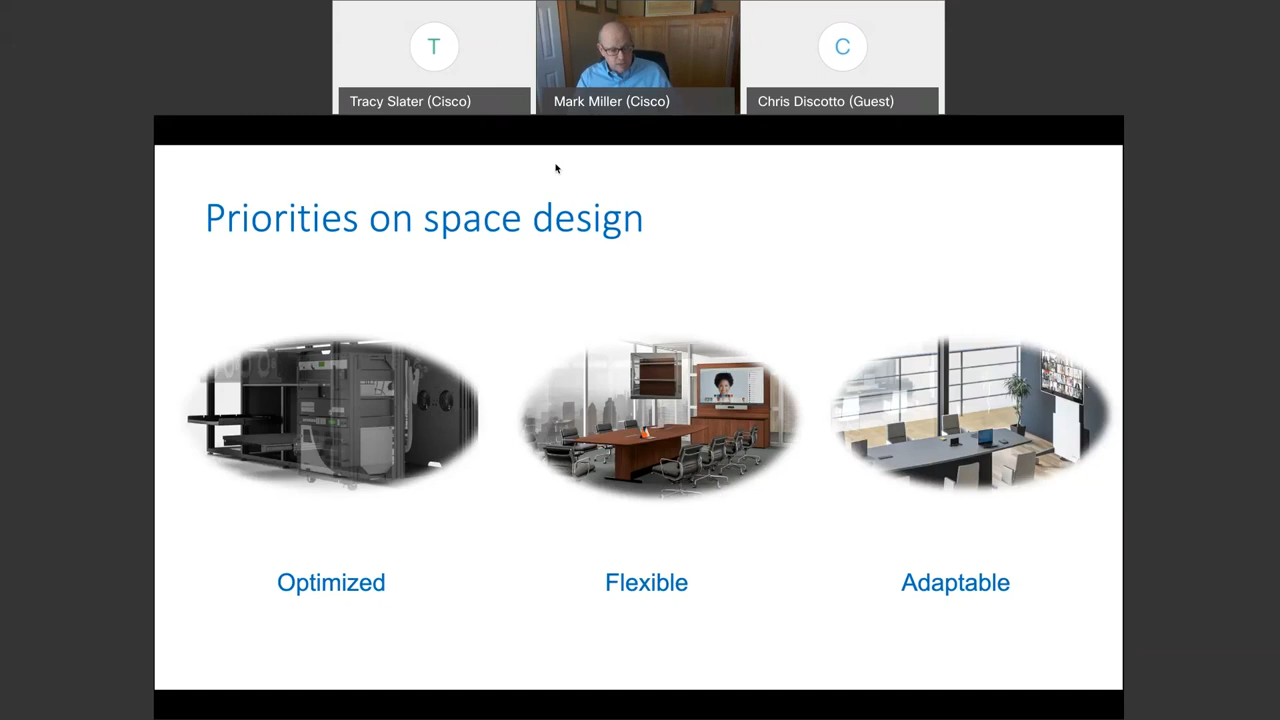 T
C
Tracy Slater (Cisco)
Mark Miller (Cisco)
Chris Discotto (Guest)
Priorities on space design
Optimized
Flexible
Adaptable